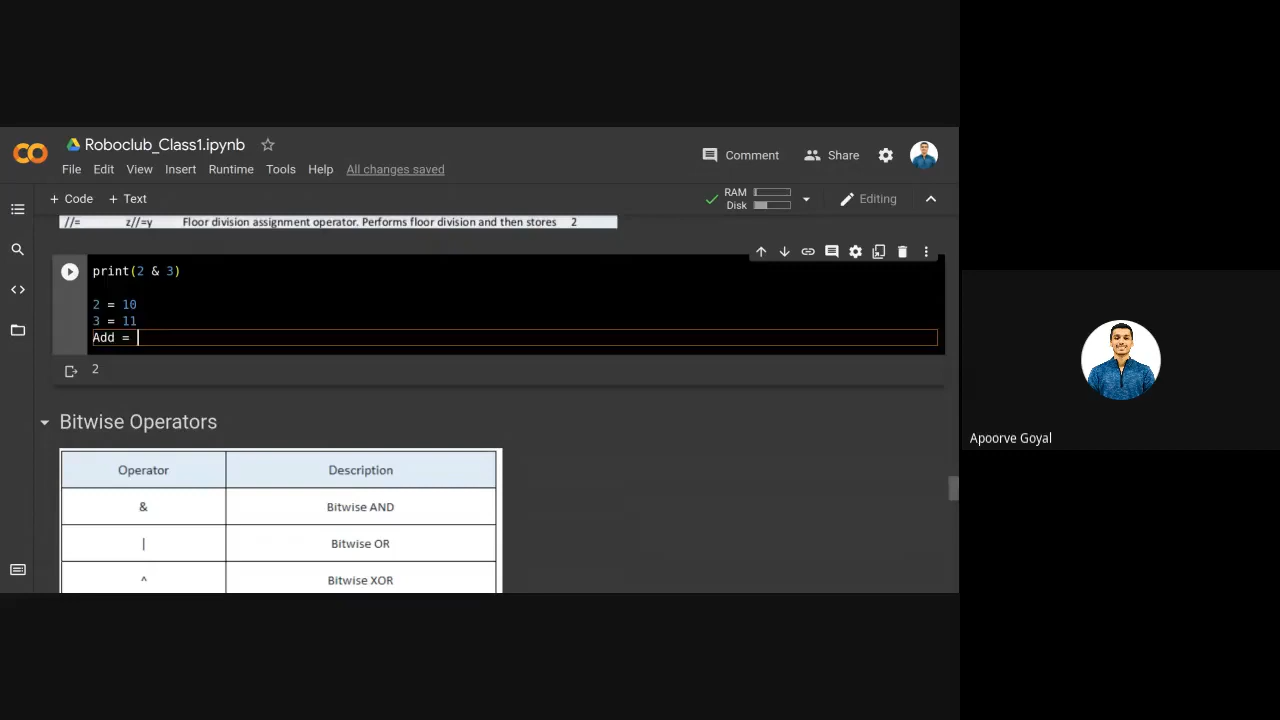 Roboclub_Class1.ipynb
File Edit View Insert Runtime Tools Help All changes saved
Comment Share
+ Code + Text
RAM
Disk
Editing
//= z//=y Floor division assignment operator. Performs floor division and then stores 2
print(2 & 3)
2 = 10
3 = 11
Add =
2
Bitwise Operators
Operator Description
& Bitwise AND
| Bitwise OR
^ Bitwise XOR
Apoorve Goyal